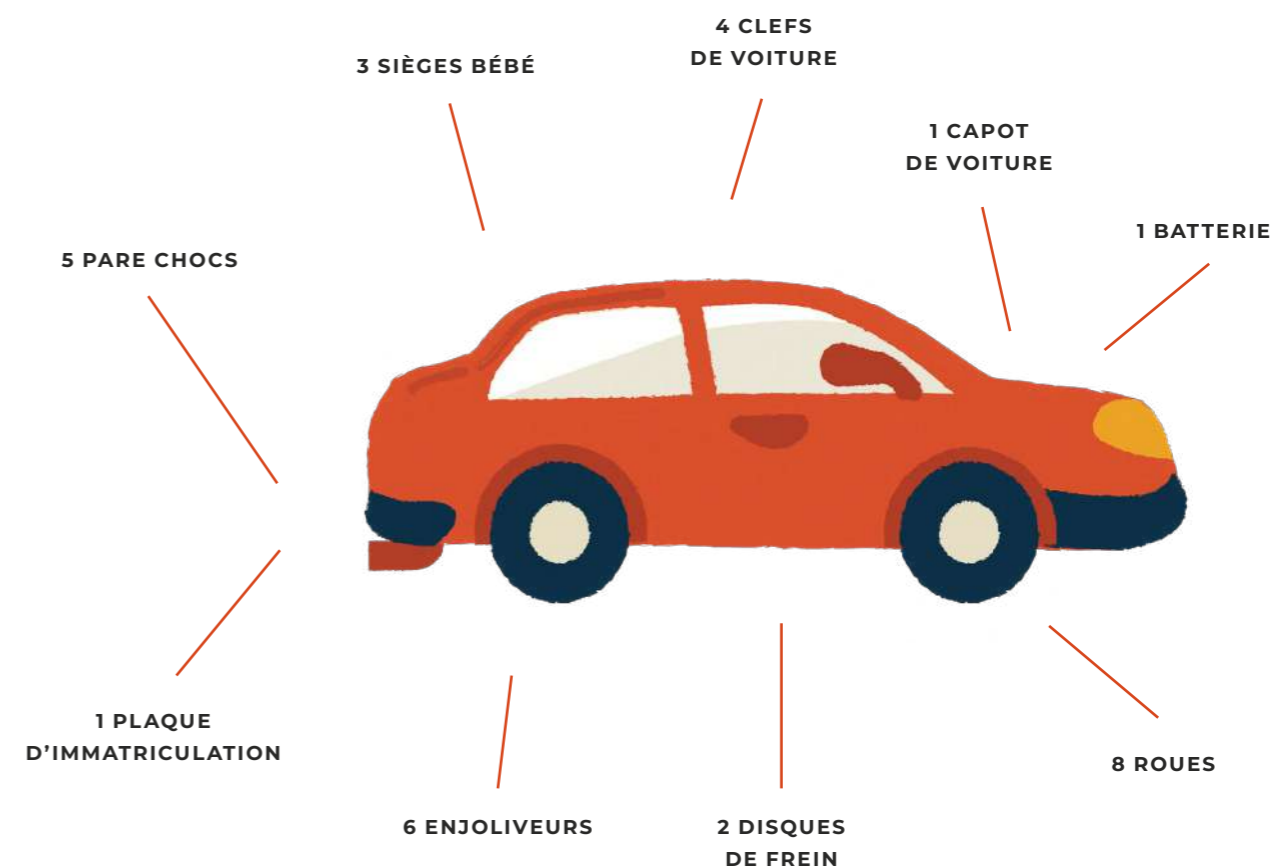 4 CLEFS
DE VOITURE
3 SIÈGES BÉBÉ
1 CAPOT
DE VOITURE
1 BATTERIE
5 PARE CHOCS
1 PLAQUE
D’IMMATRICULATION
8 ROUES
6 ENJOLIVEURS
2 DISQUES
DE FREIN